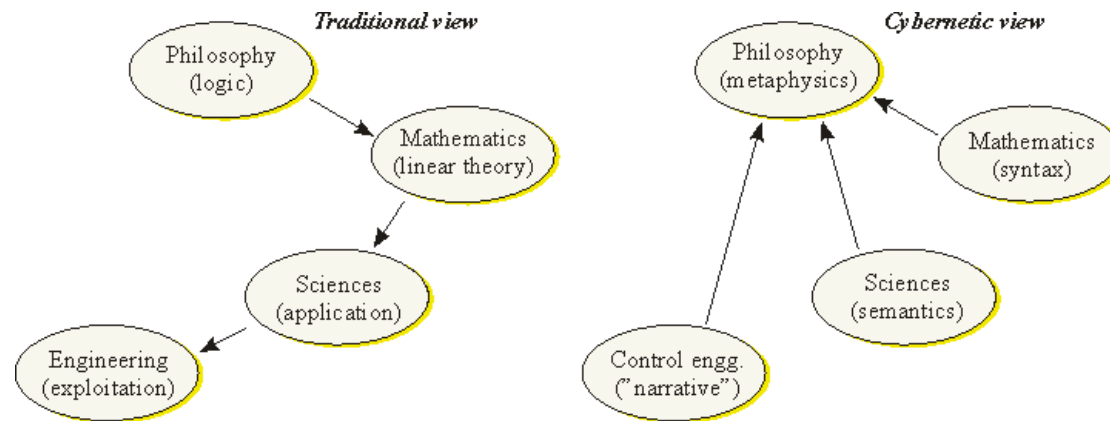 Traditional view
Philosophy
(logic)
Mathematics
(linear theory)
Sciences
(application)
Engineering
(exploitation)
Cybernetic view
Philosophy
(metaphysics)
Mathematics
(syntax)
Sciences
(semantics)
Control engg.
(”narrative”)